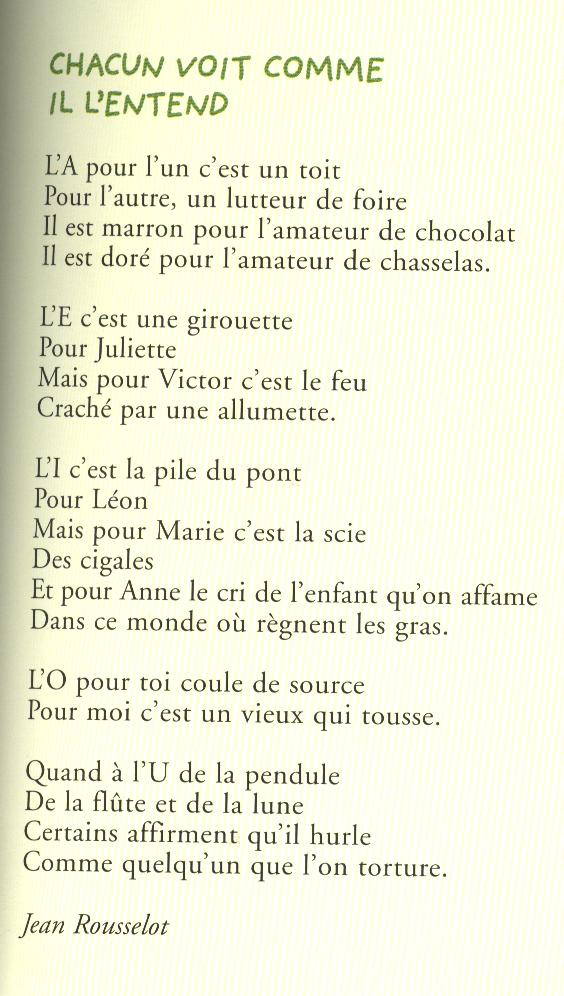 CHACUN VOIT COMME
IL L'ENTEND
L'A pour l'un c'est un toit
Pour l'autre, un lutteur de foire
Il est marron pour l'amateur de chocolat
Il est doré pour l'amateur de chasselas.
L'E c'est une girouette
Pour Juliette
Mais pour Victor c'est le feu
Craché par une allumette.
L'I c'est la pile du pont
Pour Léon
Mais pour Marie c'est la scie
Des cigales
Et pour Anne le cri de l'enfant qu'on affame
Dans ce monde où règnent les gras.
L'O pour toi coule de source
Pour moi c'est un vieux qui tousse.
Quand à l'U de la pendule
De la flûte et de la lune
Certains affirment qu'il hurle
Comme quelqu'un que l'on torture.
Jean Rousselot